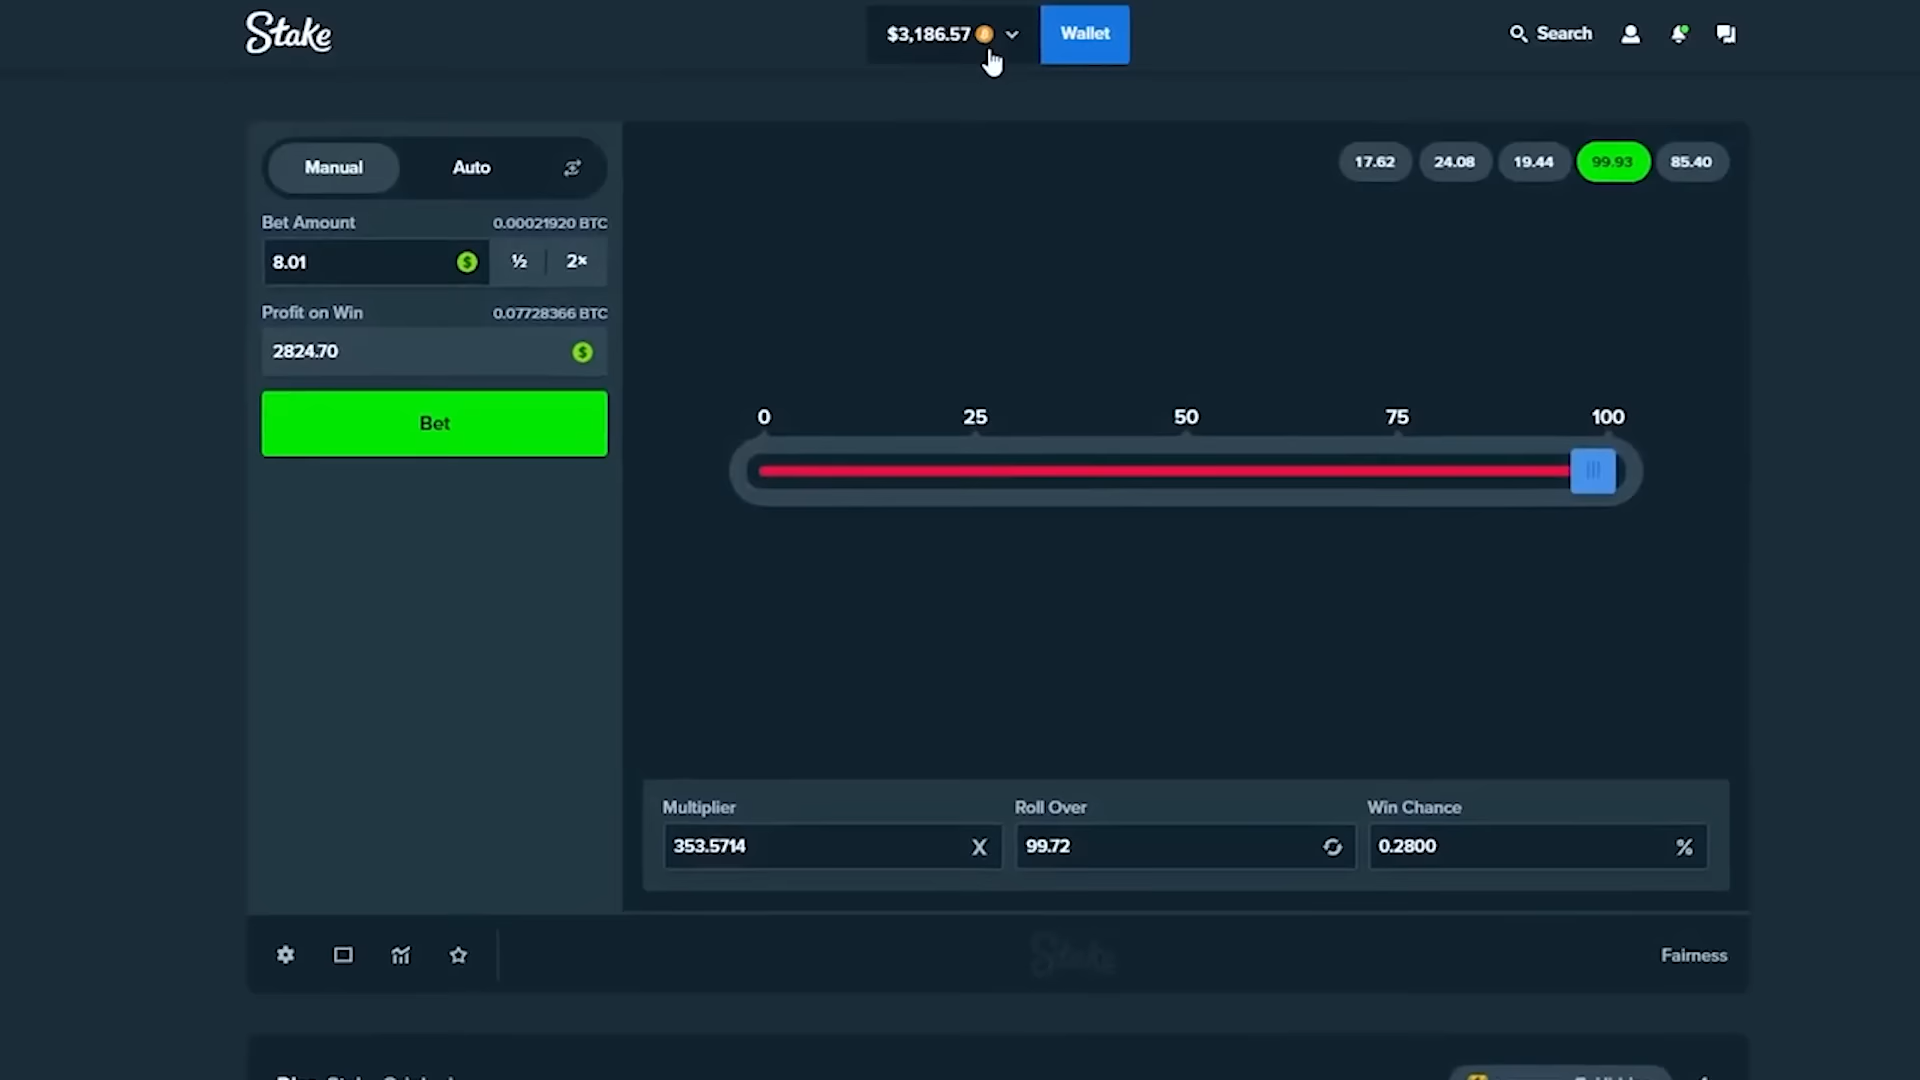 Stake
$3,186.57
Wallet
Search
Manual
Auto
17.62
24.08
19.44
99.93
85.40
Bet Amount
0.00021920 BTC
8.01
$
½
2×
Profit on Win
0.07728366 BTC
2824.70
$
Bet
0
25
50
75
100
Multiplier
Roll Over
Win Chance
353.5714
X
99.72
0.2800
%
Stake
Fairness